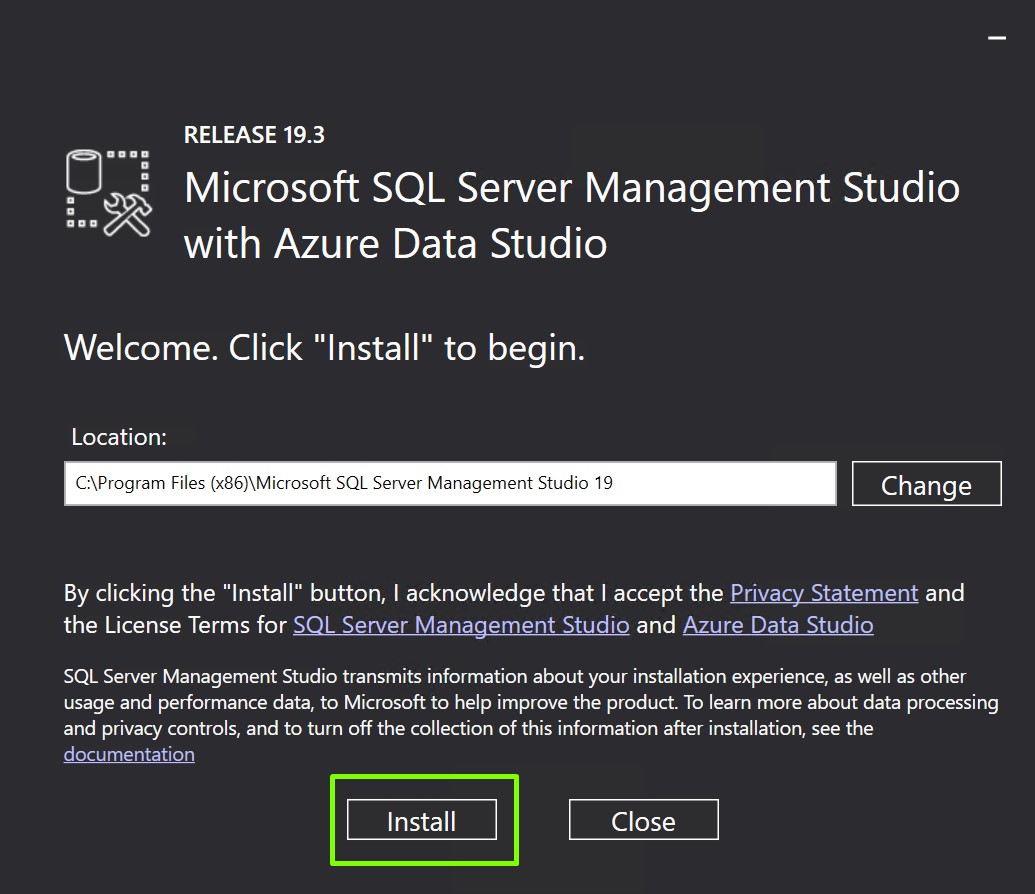 RELEASE 19.3
Microsoft SQL Server Management Studio
with Azure Data Studio
Welcome. Click "Install" to begin.
Location:
C:\Program Files (x86)\Microsoft SQL Server Management Studio 19
Change
By clicking the "Install" button, I acknowledge that I accept the Privacy Statement and
the License Terms for SQL Server Management Studio and Azure Data Studio
SQL Server Management Studio transmits information about your installation experience, as well as other
usage and performance data, to Microsoft to help improve the product. To learn more about data processing
and privacy controls, and to turn off the collection of this information after installation, see the
documentation
Install
Close